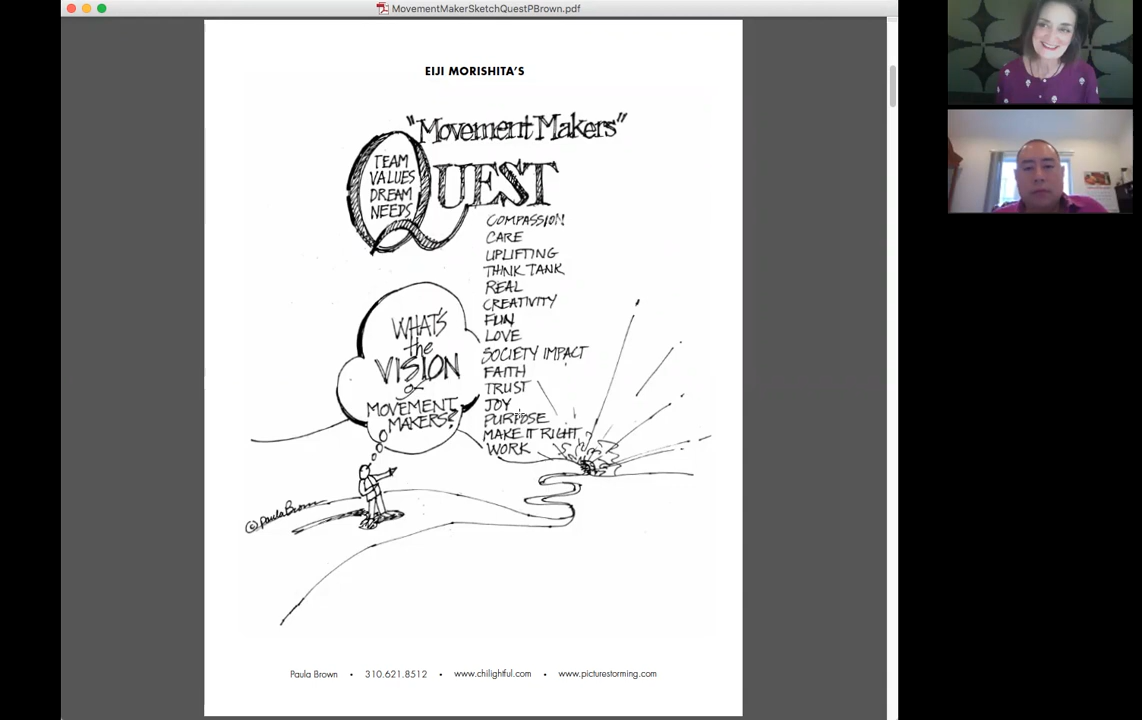 MovementMakerSketchQuestPBrown.pdf
EIJI MORISHITA'S
"Movement Makers"
QUEST
TEAM
VALUES
DREAM
NEEDS
COMPASSION
CARE
UPLIFTING
THINK TANK
REAL
CREATIVITY
FUN
LOVE
SOCIETY IMPACT
FAITH
TRUST
JOY
PURPOSE
MAKE IT RIGHT
WORK
WHAT'S
the
VISION
of
MOVEMENT
MAKERS?
© Paula Brown
Paula Brown • 310.621.8512 • www.chilightful.com • www.picturestorming.com